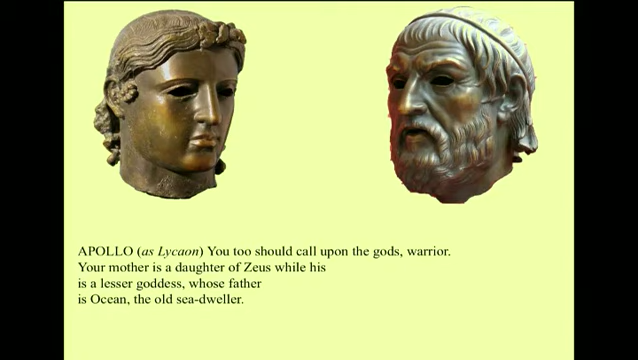 APOLLO (as Lycaon) You too should call upon the gods, warrior.
Your mother is a daughter of Zeus while his
is a lesser goddess, whose father
is Ocean, the old sea-dweller.